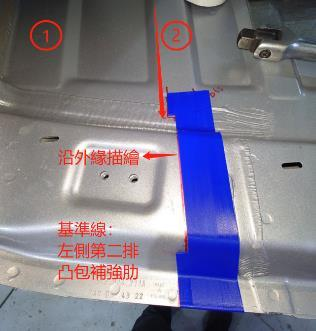 ①
②
沿外緣描繪
基準線:
左側第二排
凸包補強肋